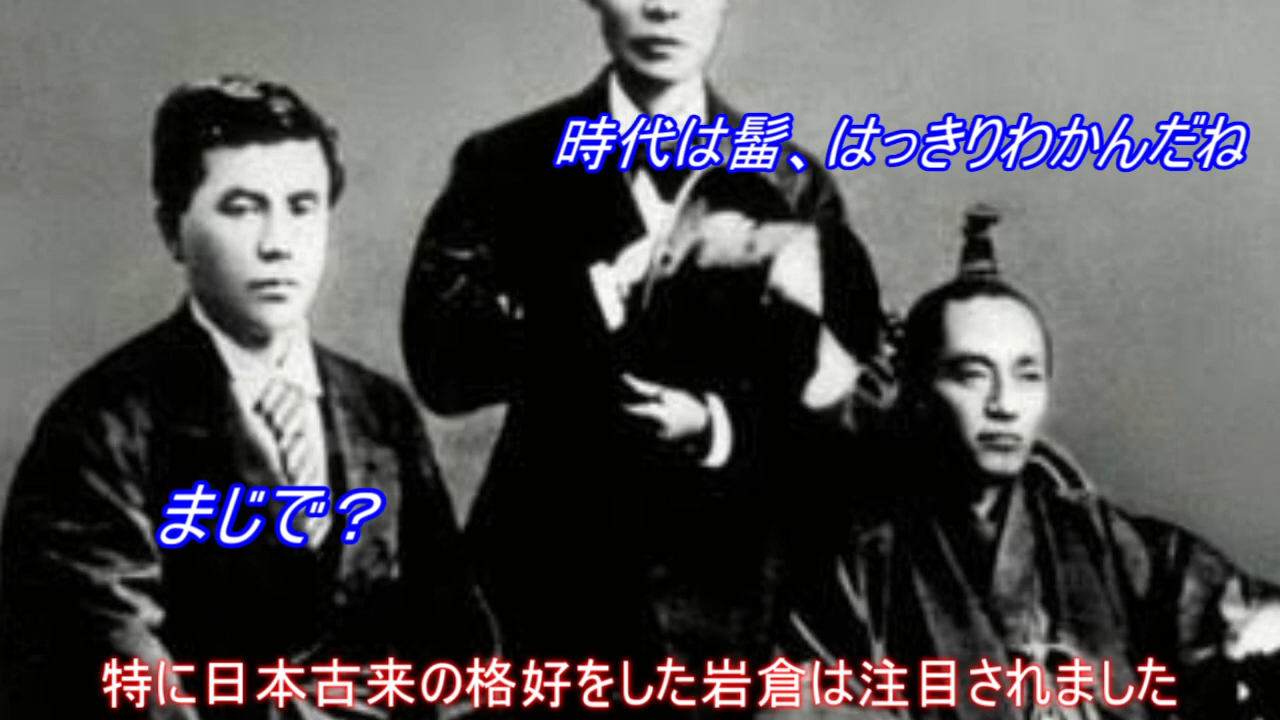 時代は髷、はっきりわかんだね
まじで？
特に日本古来の格好をした岩倉は注目されました